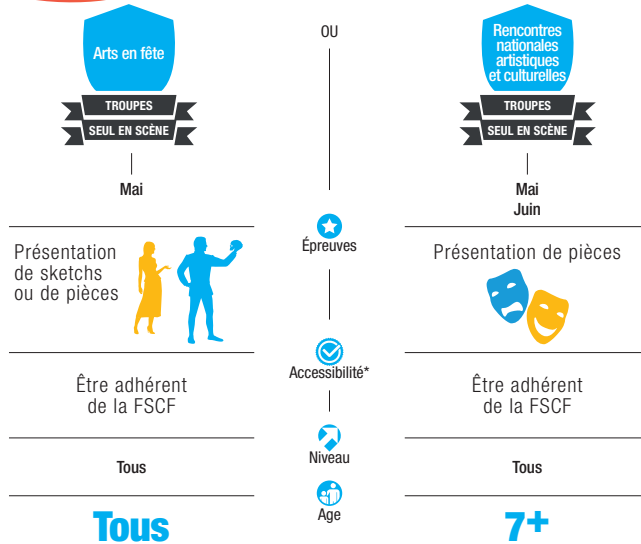 Arts en fête
TROUPES
SEUL EN SCÈNE
Mai
OU
Rencontres
nationales
artistiques
et culturelles
TROUPES
SEUL EN SCÈNE
Mai
Juin
Présentation
de sketchs
ou de pièces
Épreuves
Présentation de pièces
Être adhérent
de la FSCF
Accessibilité*
Être adhérent
de la FSCF
Tous
Niveau
Tous
Tous
Age
7+